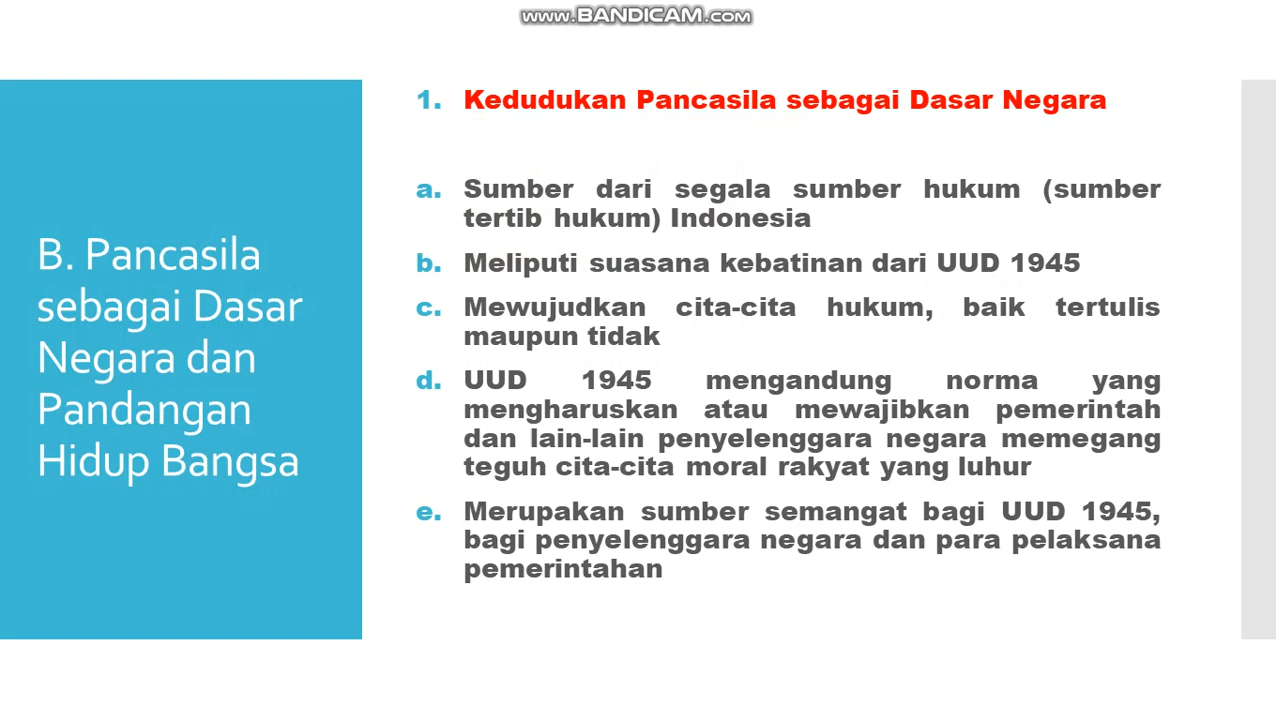 www.BANDICAM.com
B. Pancasila
sebagai Dasar
Negara dan
Pandangan
Hidup Bangsa
1. Kedudukan Pancasila sebagai Dasar Negara
a. Sumber dari segala sumber hukum (sumber
tertib hukum) Indonesia
b. Meliputi suasana kebatinan dari UUD 1945
c. Mewujudkan cita-cita hukum, baik tertulis
maupun tidak
d. UUD 1945 mengandung norma yang
mengharuskan atau mewajibkan pemerintah
dan lain-lain penyelenggara negara memegang
teguh cita-cita moral rakyat yang luhur
e. Merupakan sumber semangat bagi UUD 1945,
bagi penyelenggara negara dan para pelaksana
pemerintahan